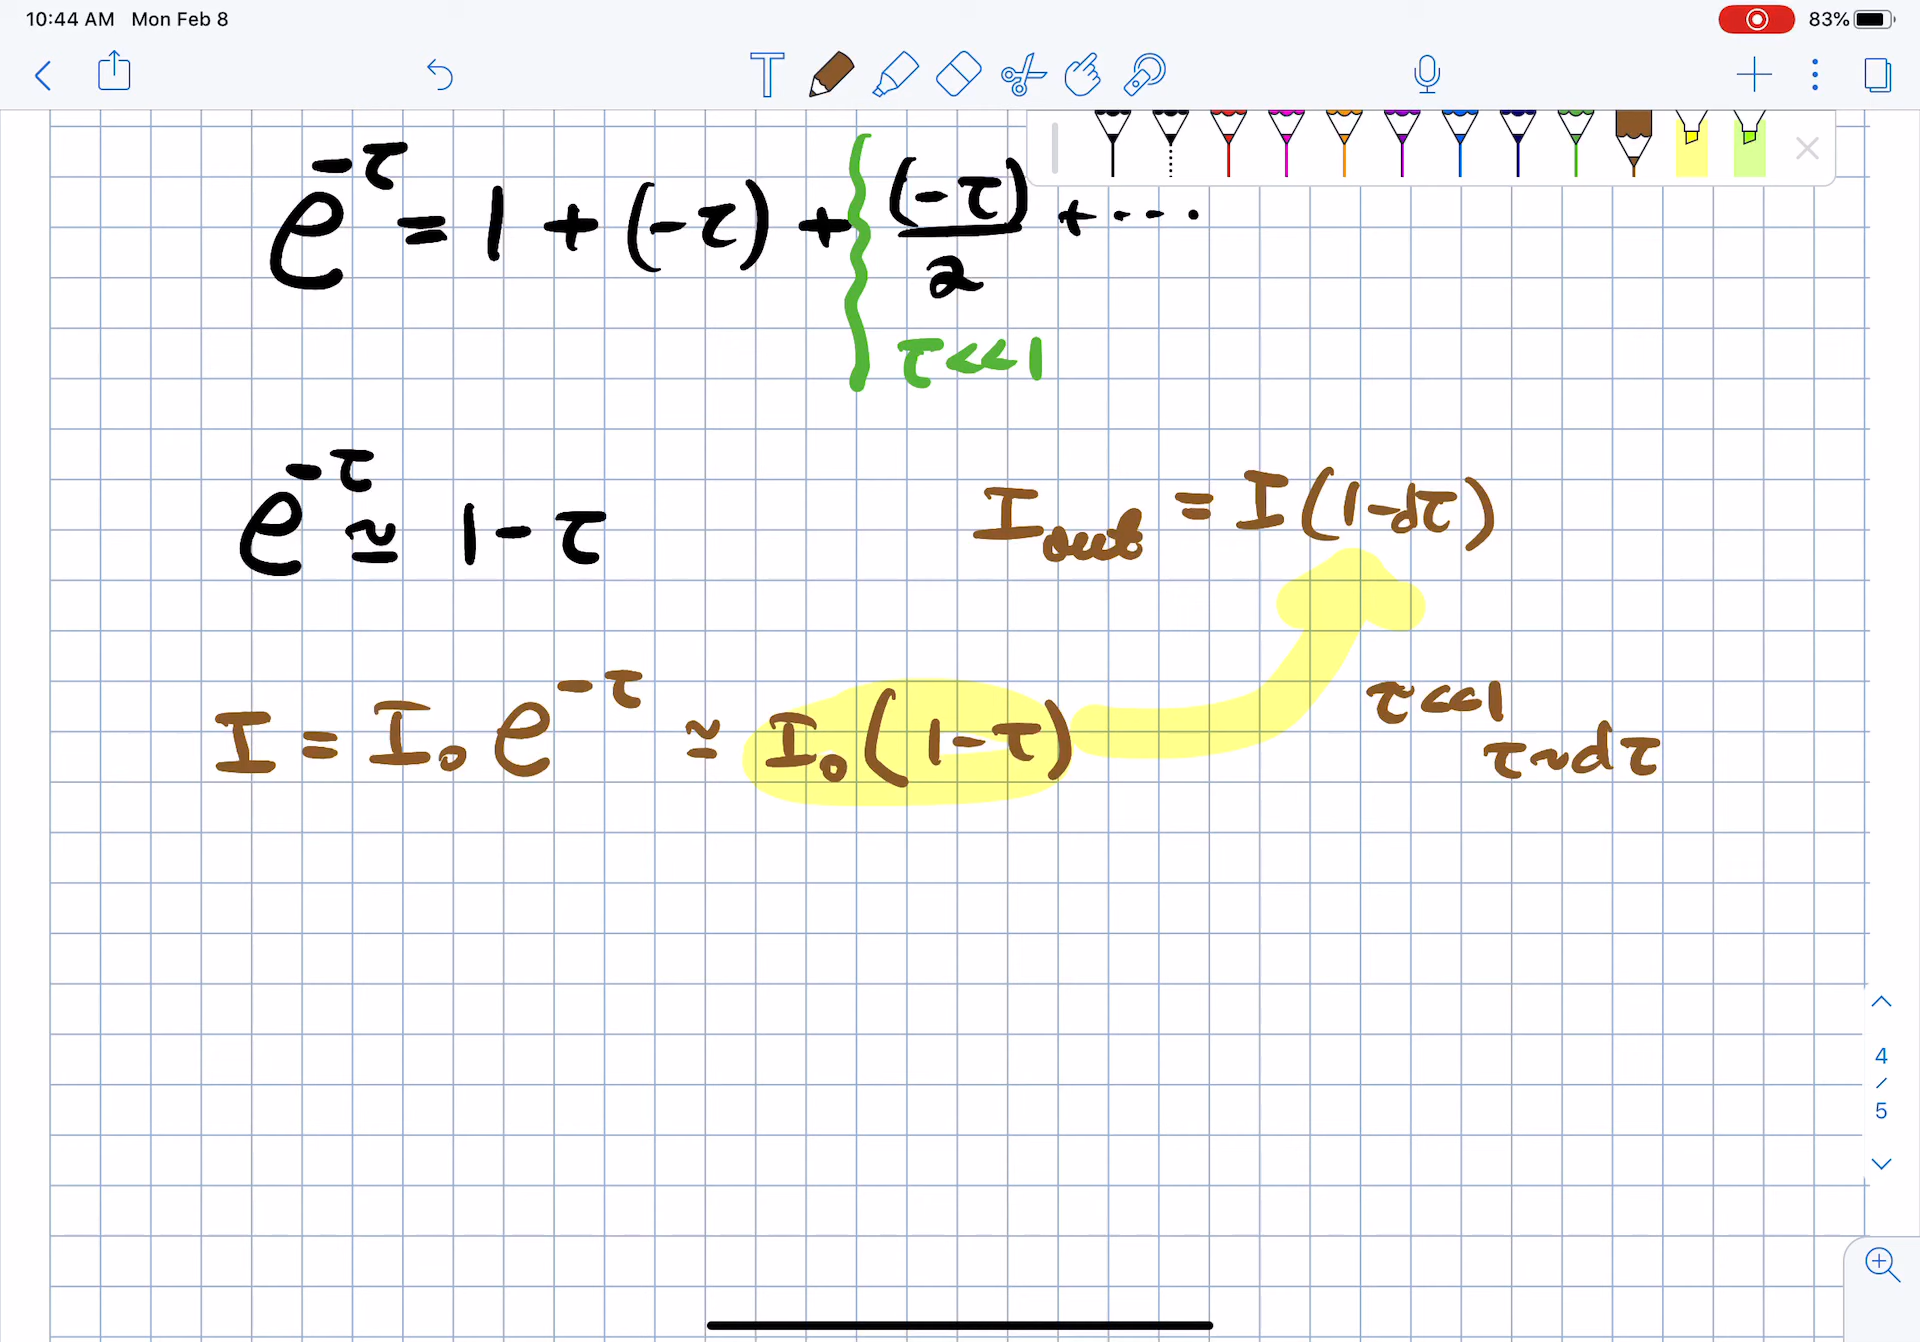 10:44 AM Mon Feb 8 83%
T
e^{-τ} = 1 + (-τ) + (-τ)/2 + ....
τ<<1
e^{-τ} ≃ 1-τ
I_out = I(1-dτ)
I = I₀ e^{-τ} ≃ I₀(1-τ)
τ<<1
τ~dτ
4
/
5